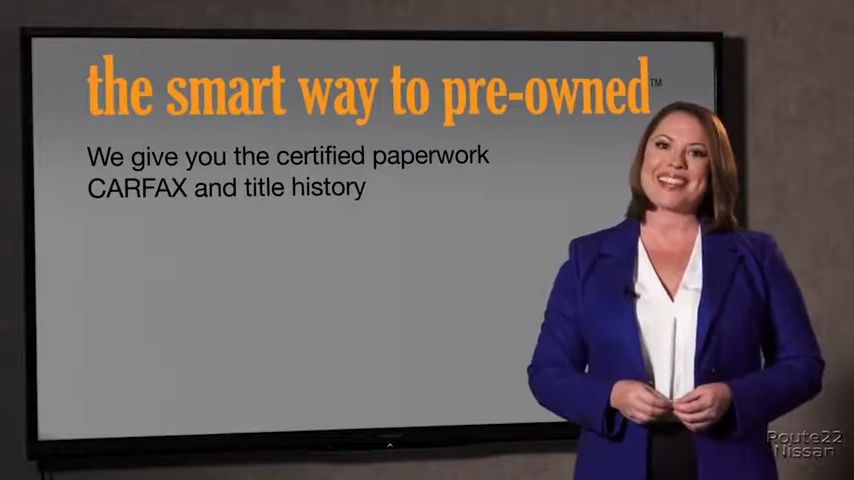 the smart way to pre-owned™
We give you the certified paperwork
CARFAX and title history
Route22
Nissan